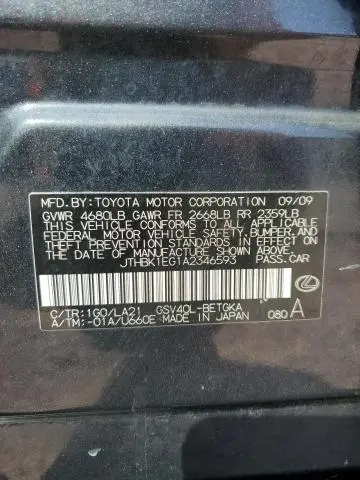 MFD.BY:TOYOTA MOTOR CORPORATION 09/09
GVWR 4680LB GAWR FR 2668LB RR 2359LB
THIS VEHICLE CONFORMS TO ALL APPLICABLE
FEDERAL MOTOR VEHICLE SAFETY, BUMPER, AND
THEFT PREVENTION STANDARDS IN EFFECT ON
THE DATE OF MANUFACTURE SHOWN ABOVE.
JTHBK1EG1A2346593 PASS.CAR
C/TR:1G0/LA21 GSV40L-BETGKA
A/TM:-01A/U660E MADE IN JAPAN 080 A